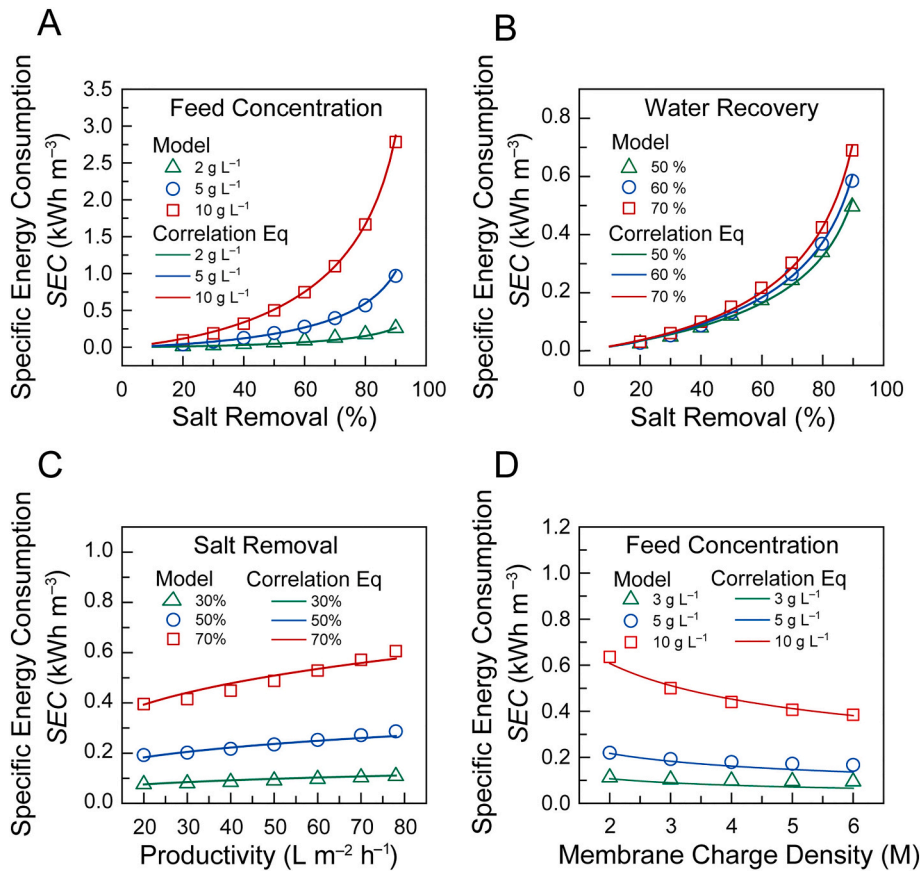 A
Specific Energy Consumption
SEC (kWh m⁻³)
3.5
3.0
2.5
2.0
1.5
1.0
0.5
0.0
Feed Concentration
Model
2 g L⁻¹
5 g L⁻¹
10 g L⁻¹
Correlation Eq
2 g L⁻¹
5 g L⁻¹
10 g L⁻¹
0 20 40 60 80 100
Salt Removal (%)
B
Specific Energy Consumption
SEC (kWh m⁻³)
0.8
0.6
0.4
0.2
0.0
Water Recovery
Model
50 %
60 %
70 %
Correlation Eq
50 %
60 %
70 %
0 20 40 60 80 100
Salt Removal (%)
C
Specific Energy Consumption
SEC (kWh m⁻³)
1.0
0.8
0.6
0.4
0.2
0.0
Salt Removal
Model Correlation Eq
30% 30%
50% 50%
70% 70%
20 30 40 50 60 70 80
Productivity (L m⁻² h⁻¹)
D
Specific Energy Consumption
SEC (kWh m⁻³)
1.2
1.0
0.8
0.6
0.4
0.2
0.0
Feed Concentration
Model Correlation Eq
3 g L⁻¹ 3 g L⁻¹
5 g L⁻¹ 5 g L⁻¹
10 g L⁻¹ 10 g L⁻¹
2 3 4 5 6
Membrane Charge Density (M)